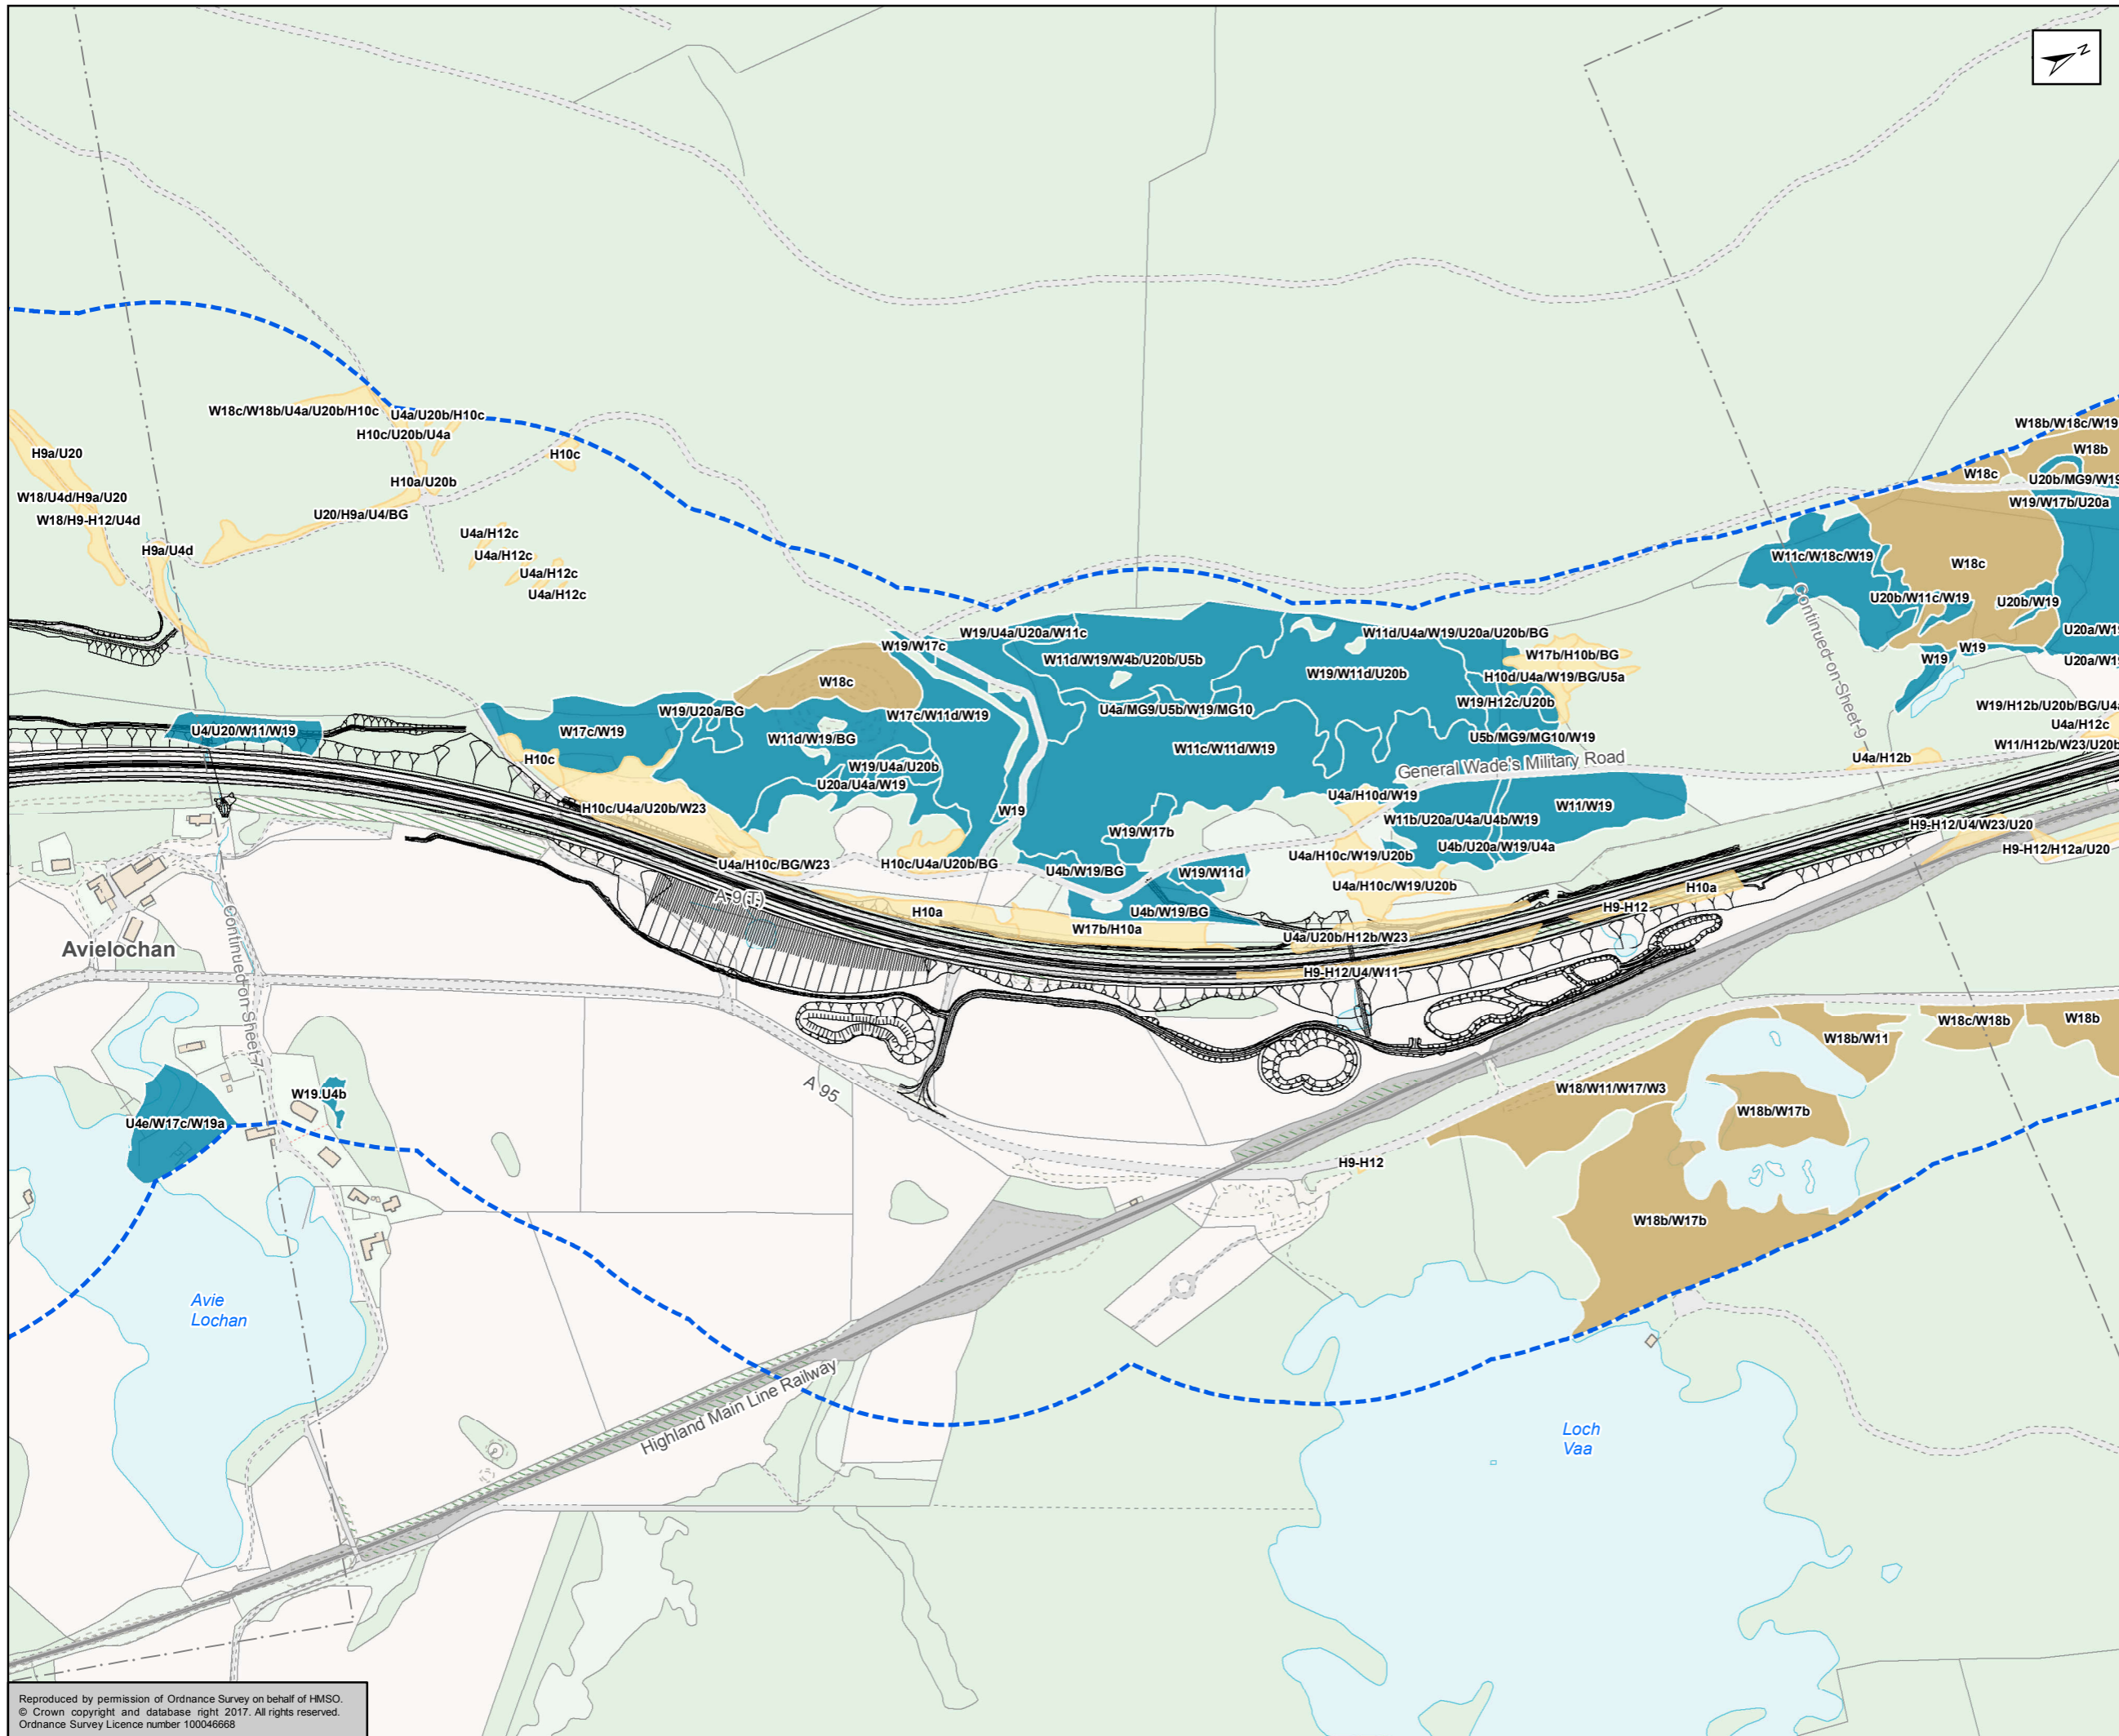 N
W18c/W18b/U4a/U20b/H10c
U4a/U20b/H10c
H10c/U20b/U4a
H9a/U20
H10c
H10a/U20b
W18/U4d/H9a/U20
W18/H9-H12/U4d
U20/H9a/U4/BG
H9a/U4d
U4a/H12c
U4a/H12c
U4a/H12c
U4a/H12c
W18b/W18c/W19
W18b
W18c
U20b/MG9/W19
W19/W17b/U20a
W11c/W18c/W19
W18c
U20b/W11c/W19
U20b/W19
Continued on Sheet 9
W19
W19
U20a/W19
U20a/W19
W19/U4a/U20a/W11c
W19/W17c
W11d/W19/W4b/U20b/U5b
W11d/U4a/W19/U20a/U20b/BG
W17b/H10b/BG
W19/W11d/U20b
H10d/U4a/W19/BG/U5a
W18c
W19/U20a/BG
W17c/W11d/W19
U4a/MG9/U5b/W19/MG10
W19/H12c/U20b
W19/H12b/U20b/BG/U4a
U4a/H12c
U4/U20/W11/W19
W17c/W19
W11d/W19/BG
W11c/W11d/W19
U5b/MG9/MG10/W19
W11/H12b/W23/U20b
H10c
W19/U4a/U20b
U20a/U4a/W19
General Wade's Military Road
U4a/H12b
H10c/U4a/U20b/W23
W19
U4a/H10d/W19
W11/W19
W19/W17b
W11b/U20a/U4a/U4b/W19
H9-H12/U4/W23/U20
U4b/U20a/W19/U4a
H9-H12/H12a/U20
U4a/H10c/BG/W23
H10c/U4a/U20b/BG
U4b/W19/BG
W19/W11d
U4a/H10c/W19/U20b
U4a/H10c/W19/U20b
A 9(T)
H10a
U4b/W19/BG
H10a
H9-H12
W17b/H10a
U4a/U20b/H12b/W23
H9-H12/U4/W11
Avielochan
Continued on Sheet 7
W18c/W18b
W18b
W18b/W11
A 95
W18/W11/W17/W3
W18b/W17b
W19.U4b
U4e/W17c/W19a
H9-H12
W18b/W17b
Avie
Lochan
Highland Main Line Railway
Loch
Vaa
Reproduced by permission of Ordnance Survey on behalf of HMSO.
© Crown copyright and database right 2017. All rights reserved.
Ordnance Survey Licence number 100046668